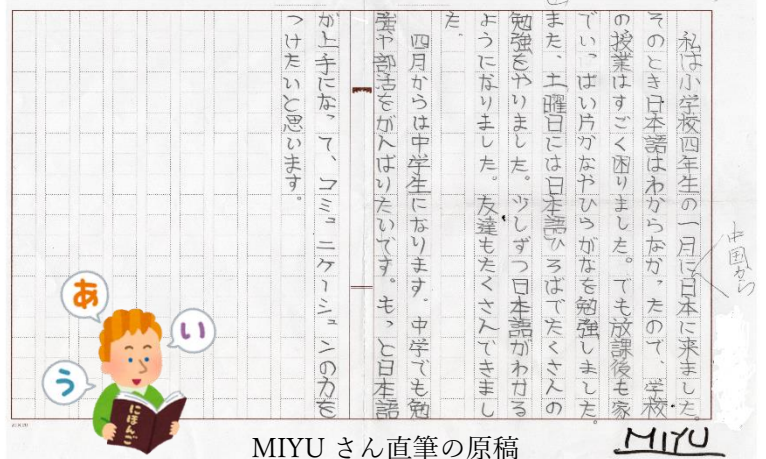 中国から
私は小学校四年生の一月に日本に来ました。
そのとき日本語はわからなかったので、学校
の授業はすごく困りました。でも放課後も家
でいっぱい片かなやひらがなを勉強しました。
また、土曜日には日本語ひろばでたくさんの
勉強をやりました。少しずつ日本語がわかる
ようになりました。友達もたくさんできまし
た。
四月からは中学生になります。中学でも勉
強や部活をがんばりたいです。もっと日本語
が上手になって、コミュニケーションの力を
つけたいと思います。
MIYU
あ
い
う
にほんご
MIYU さん直筆の原稿